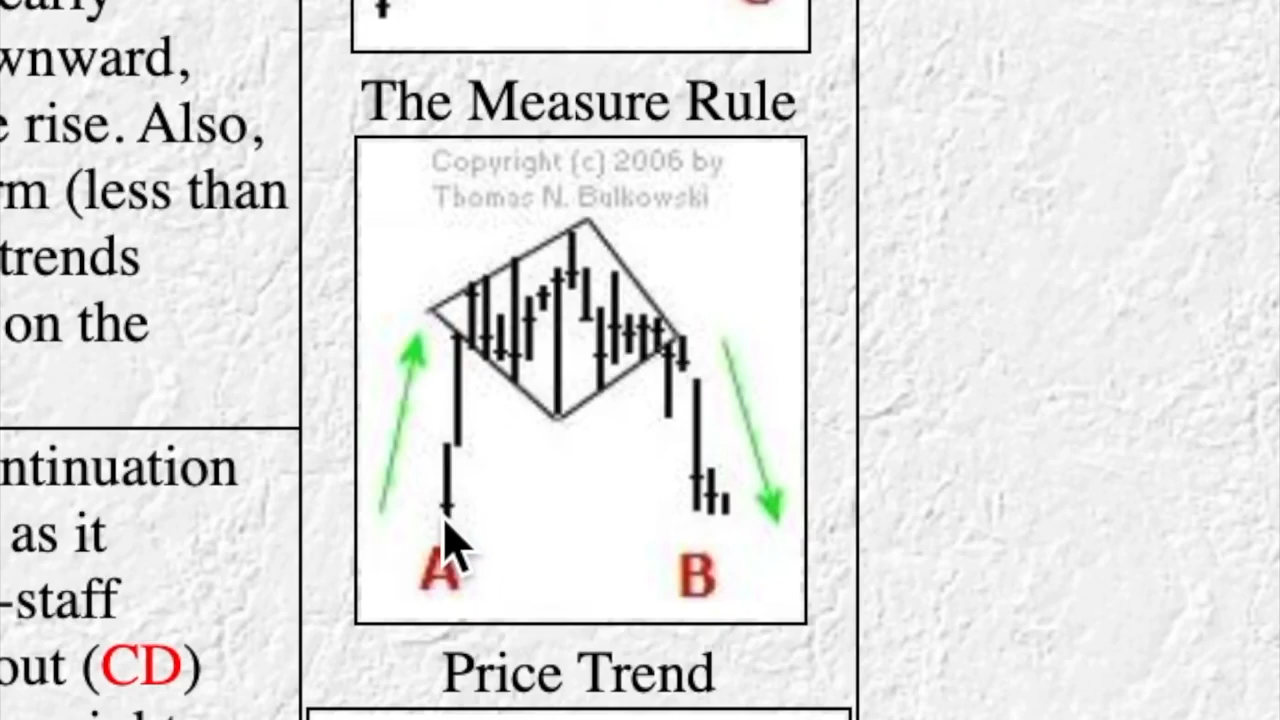 early
wnward,
e rise. Also,
rm (less than
trends
on the
ntinuation
as it
-staff
out (CD)
The Measure Rule
Copyright (c) 2006 by
Thomas N. Bulkowski
A
B
Price Trend